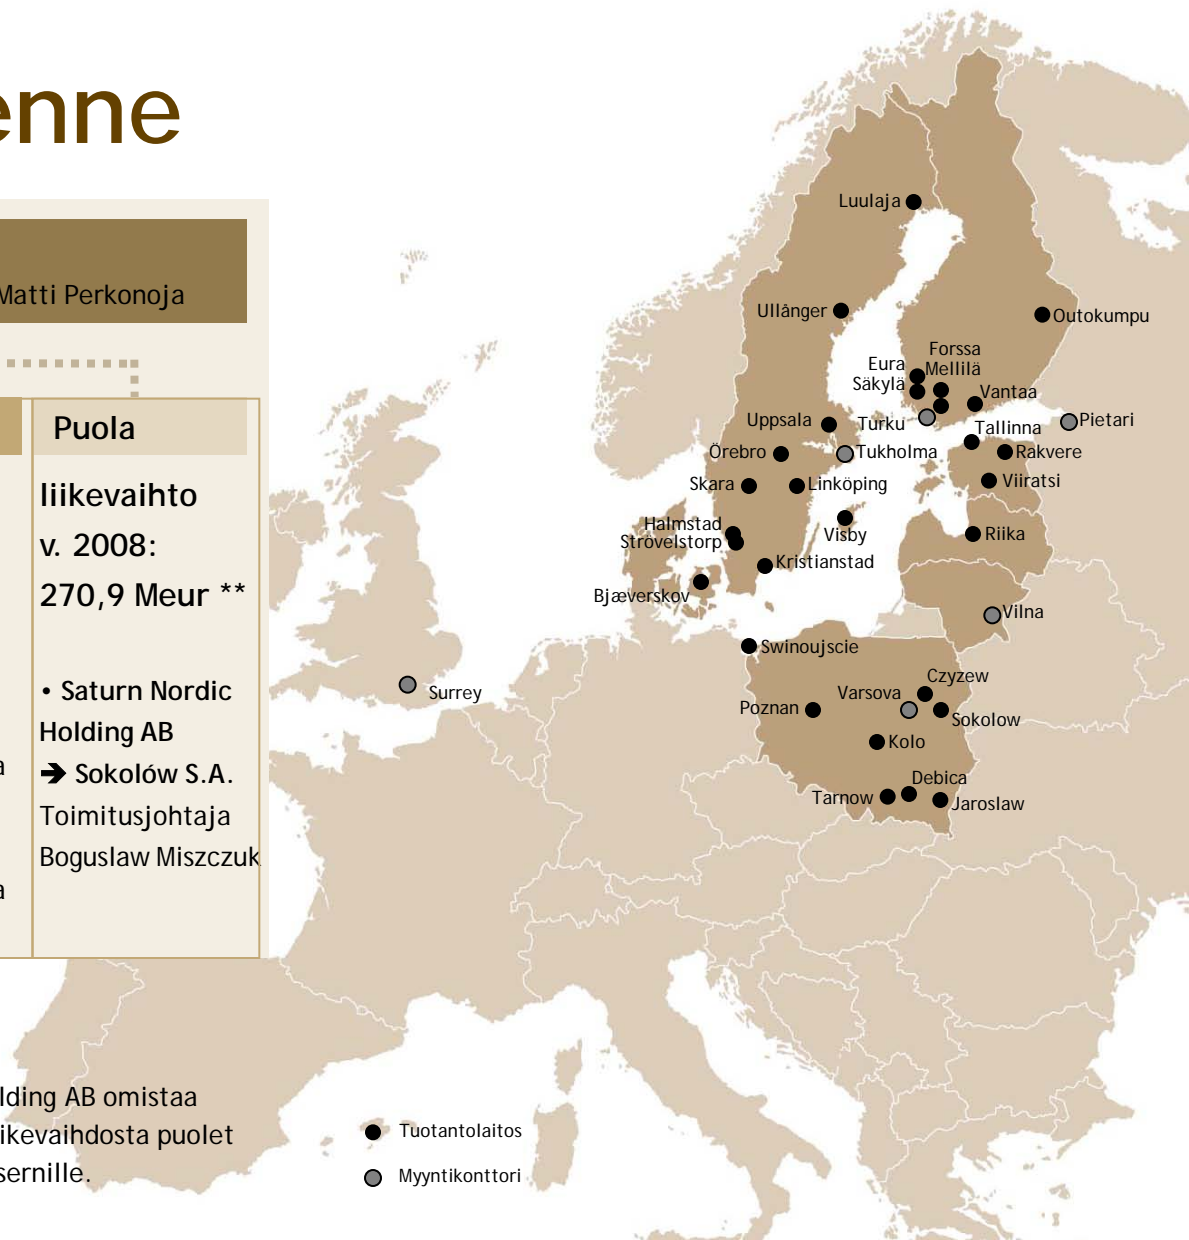 enne
Matti Perkonoja
Puola
liikevaihto
v. 2008:
270,9 Meur **
• Saturn Nordic
Holding AB
➔ Sokolów S.A.
Toimitusjohtaja
Boguslaw Miszczuk
a
a
lding AB omistaa
ikevaihdosta puolet
sernille.
Luulaja
Ullånger
Outokumpu
Forssa
Eura
Mellilä
Säkylä
Vantaa
Uppsala
Turku
Pietari
Tallinna
Örebro
Tukholma
Rakvere
Skara
Linköping
Viiratsi
Halmstad
Visby
Riika
Strövelstorp
Kristianstad
Bjæverskov
Vilna
Swinoujscie
Czyzew
Surrey
Varsova
Poznan
Sokolow
Kolo
Debica
Tarnow
Jaroslaw
Tuotantolaitos
Myyntikonttori